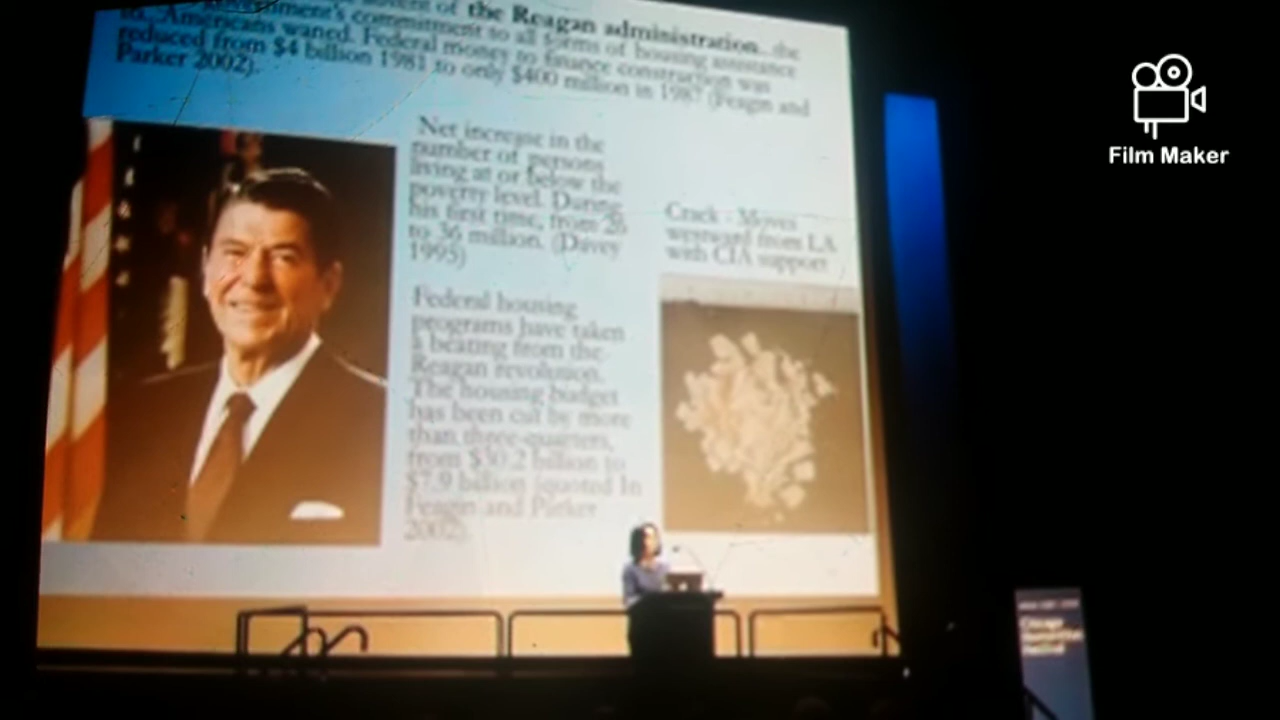 the Reagan administration...the
government's commitment to all forms of housing assistance
Americans waned. Federal money to finance construction was
reduced from $4 billion 1981 to only $400 million in 1987 (Feagin and
Parker 2002).
Net increase in the
number of persons
living at or below the
poverty level. During
his first time, from 26
to 36 million. (Davey
1995)
Federal housing
programs have taken
a beating from the
Reagan revolution.
The housing budget
has been cut by more
than three-quarters,
from $30.2 billion to
$7.9 billion (quoted In
Feagin and Parker
2002).
Crack - Moves
westward from LA
with CIA support
Film Maker
Chicago
Humanities
Festival